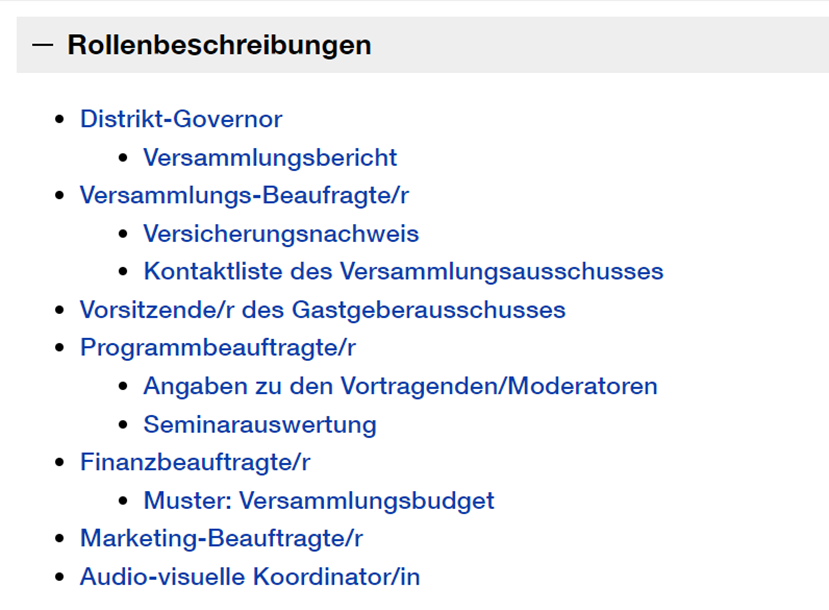 — Rollenbeschreibungen
• Distrikt-Governor
• Versammlungsbericht
• Versammlungs-Beaufragte/r
• Versicherungsnachweis
• Kontaktliste des Versammlungsausschusses
• Vorsitzende/r des Gastgeberausschusses
• Programmbeauftragte/r
• Angaben zu den Vortragenden/Moderatoren
• Seminarauswertung
• Finanzbeauftragte/r
• Muster: Versammlungsbudget
• Marketing-Beauftragte/r
• Audio-visuelle Koordinator/in